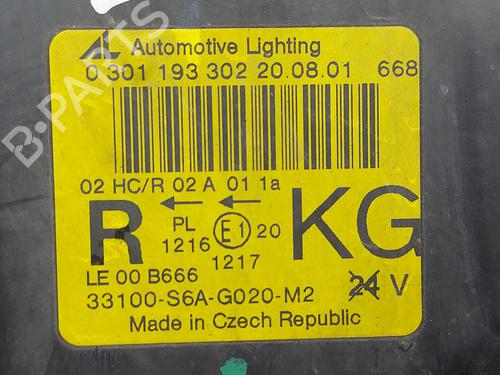 Automotive Lighting
0 301 193 302 20.08.01 668
02 HC/R 02 A 01 1a
R ← ← KG
PL E1 20
1216
1217
LE 00 B666
33100-S6A-G020-M2 24 V
Made in Czech Republic
B-PARTS